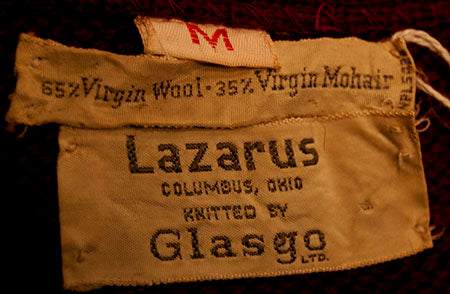 M
65% Virgin Wool · 35% Virgin Mohair
Lazarus
COLUMBUS, OHIO
KNITTED BY
Glasgo
LTD.